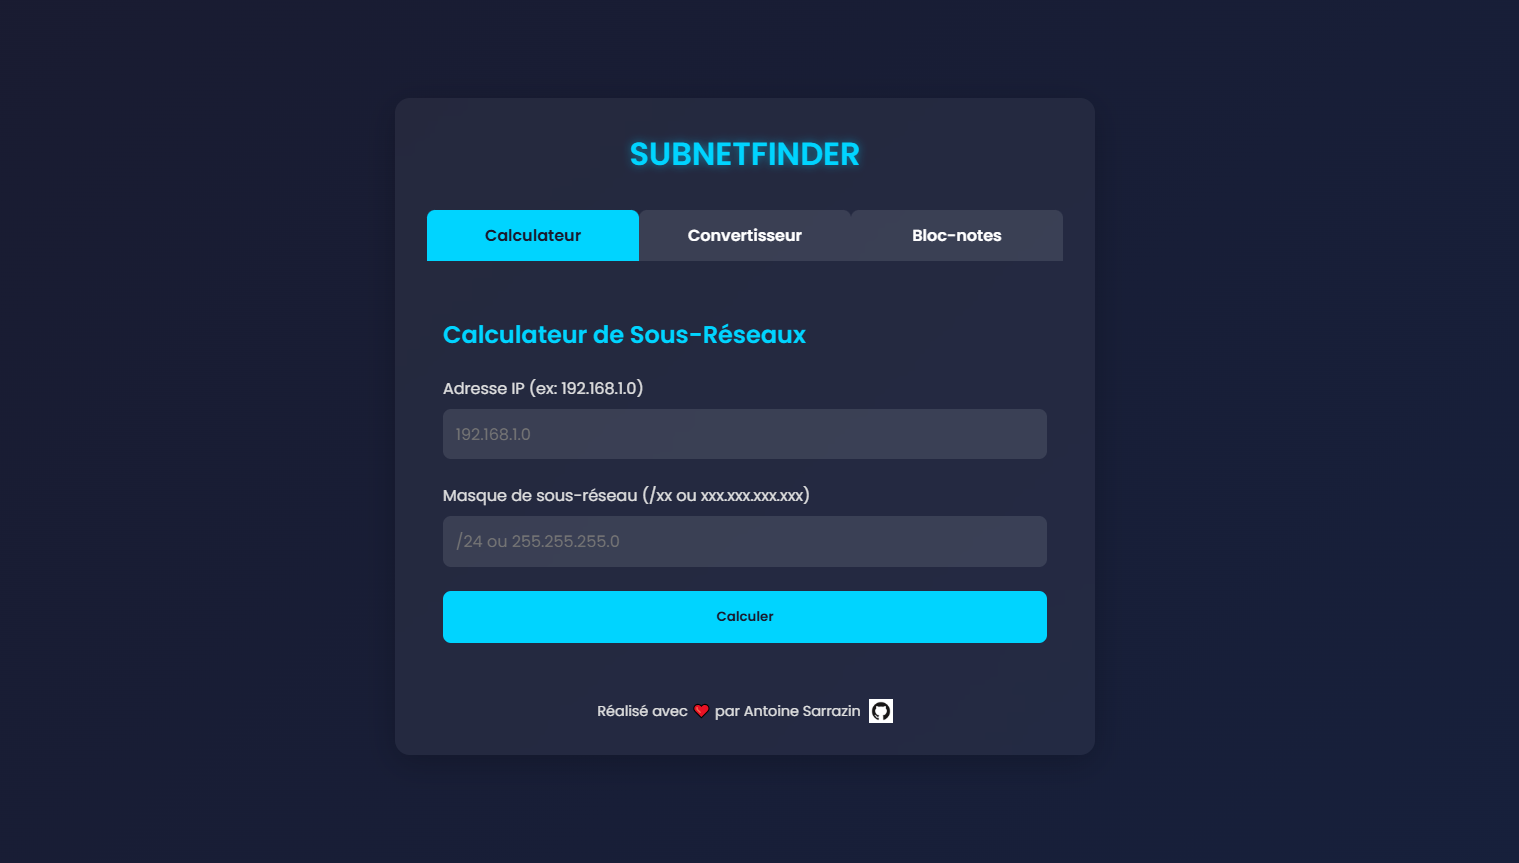 SUBNETFINDER
Calculateur Convertisseur Bloc-notes
Calculateur de Sous-Réseaux
Adresse IP (ex: 192.168.1.0)
192.168.1.0
Masque de sous-réseau (/xx ou xxx.xxx.xxx.xxx)
/24 ou 255.255.255.0
Calculer
Réalisé avec ❤️ par Antoine Sarrazin